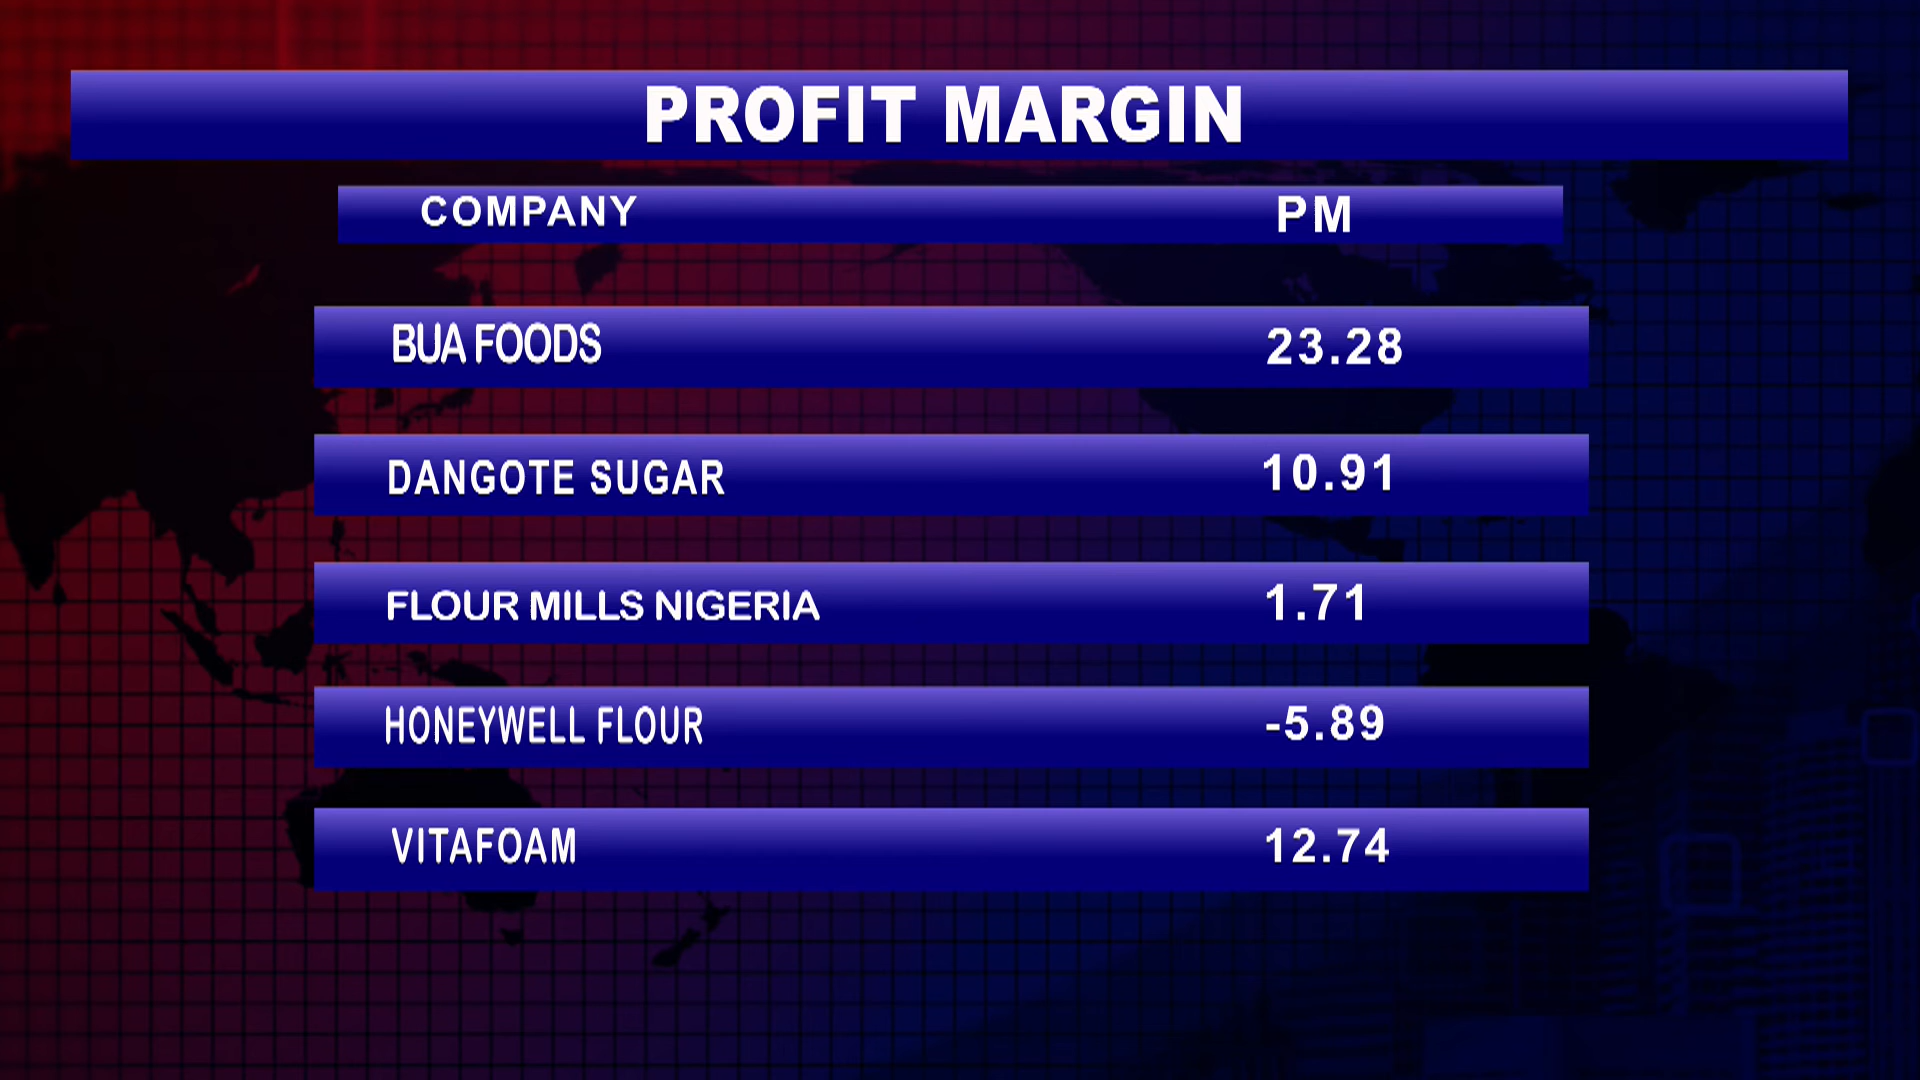 PROFIT MARGIN
COMPANY PM
BUA FOODS 23.28
DANGOTE SUGAR 10.91
FLOUR MILLS NIGERIA 1.71
HONEYWELL FLOUR -5.89
VITAFOAM 12.74